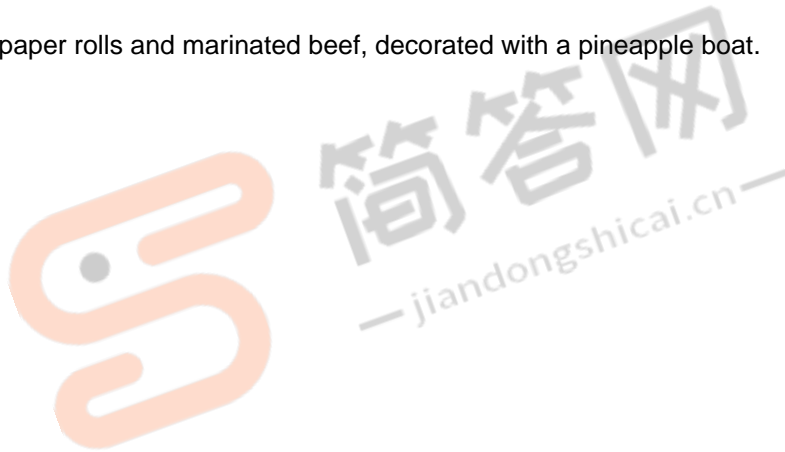 paper rolls and marinated beef, decorated with a pineapple boat.
简答网
jiandongshicai.cn